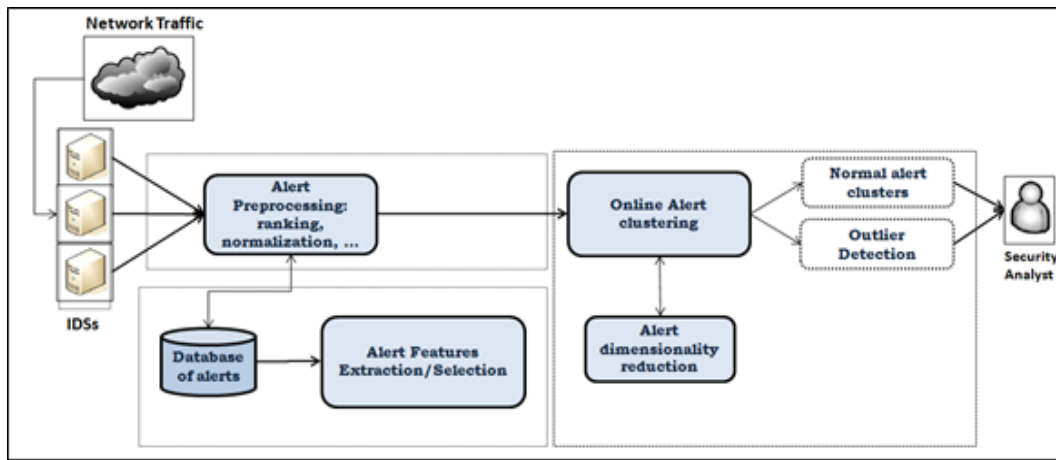 Network Traffic
IDSs
Alert
Preprocessing:
ranking,
normalization, ...
Database
of alerts
Alert Features
Extraction/Selection
Online Alert
clustering
Alert
dimensionality
reduction
Normal alert
clusters
Outlier
Detection
Security
Analyst